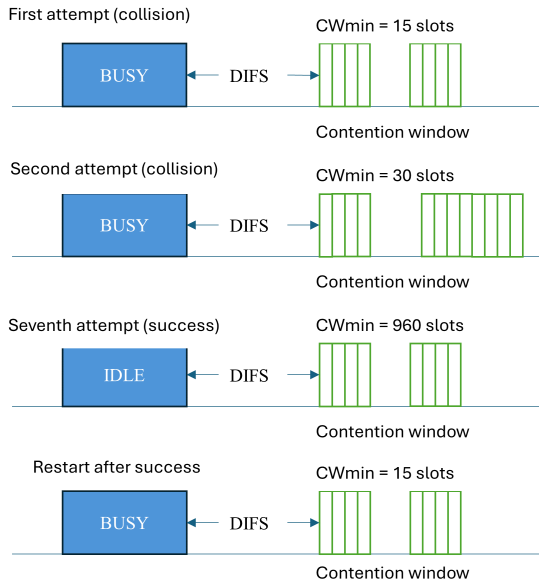 First attempt (collision)
CWmin = 15 slots
BUSY
DIFS
Contention window
Second attempt (collision)
CWmin = 30 slots
BUSY
DIFS
Contention window
Seventh attempt (success)
CWmin = 960 slots
IDLE
DIFS
Contention window
Restart after success
CWmin = 15 slots
BUSY
DIFS
Contention window